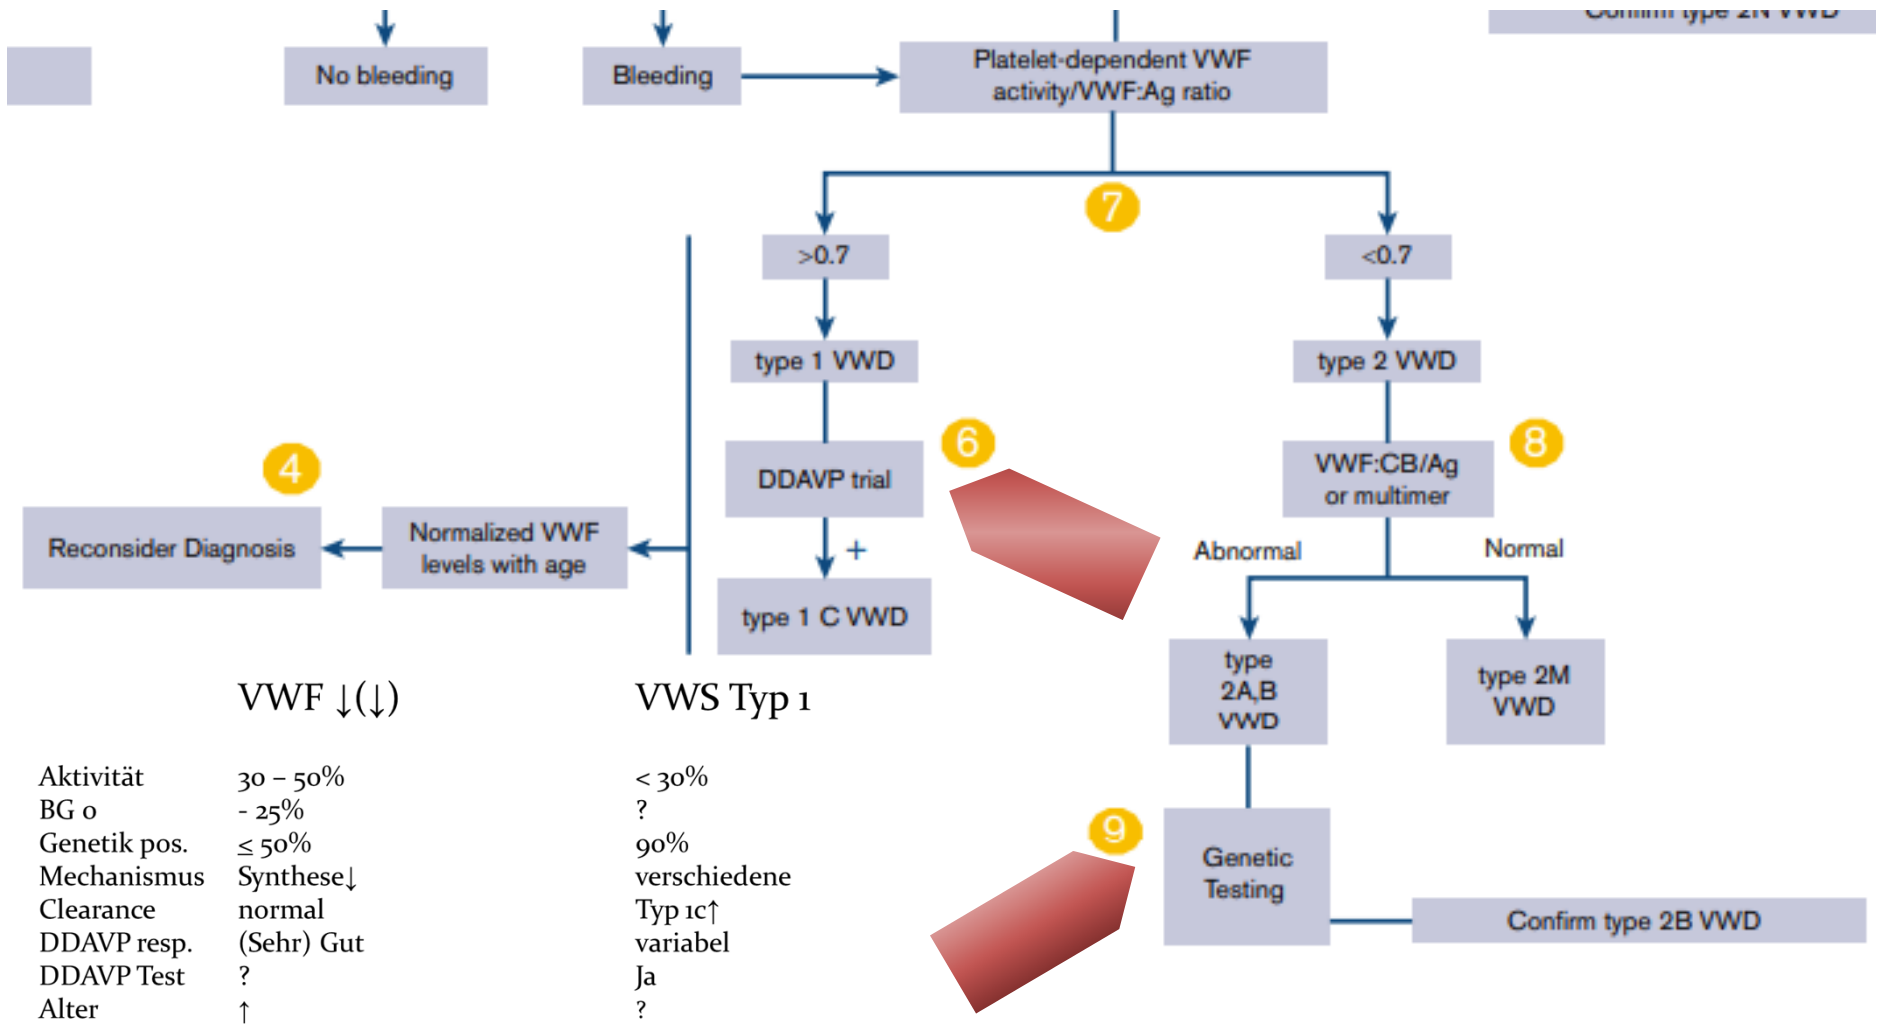 Confirm type 2N VWD
No bleeding
Bleeding
Platelet-dependent VWF
activity/VWF:Ag ratio
7
>0.7
<0.7
type 1 VWD
type 2 VWD
4
6
8
DDAVP trial
VWF:CB/Ag
or multimer
Reconsider Diagnosis
Normalized VWF
levels with age
+
Abnormal
Normal
type 1 C VWD
type
2A,B
VWD
type 2M
VWD
VWF ↓(↓)
VWS Typ 1
Aktivität 30 – 50% < 30%
BG 0 - 25% ?
Genetik pos. ≤ 50% 90%
Mechanismus Synthese↓ verschiedene
Clearance normal Typ 1c↑
DDAVP resp. (Sehr) Gut variabel
DDAVP Test ? Ja
Alter ↑ ?
9
Genetic
Testing
Confirm type 2B VWD